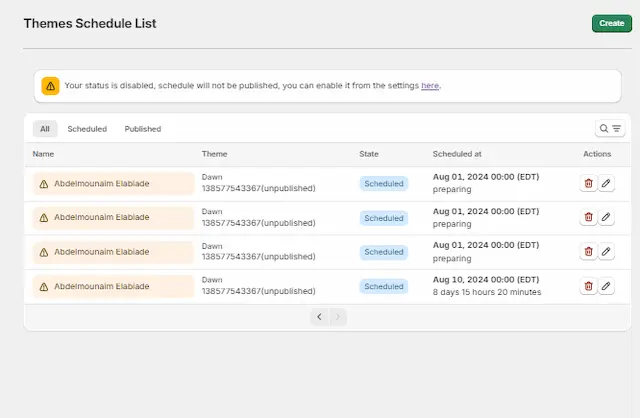 Themes Schedule List
Create
Your status is disabled, schedule will not be published, you can enable it from the settings here.
All Scheduled Published
Name Theme State Scheduled at Actions
Abdelmounaim Elabiade Dawn 138577543367(unpublished) Scheduled Aug 01, 2024 00:00 (EDT) preparing
Abdelmounaim Elabiade Dawn 138577543367(unpublished) Scheduled Aug 01, 2024 00:00 (EDT) preparing
Abdelmounaim Elabiade Dawn 138577543367(unpublished) Scheduled Aug 01, 2024 00:00 (EDT) preparing
Abdelmounaim Elabiade Dawn 138577543367(unpublished) Scheduled Aug 10, 2024 00:00 (EDT) 8 days 15 hours 20 minutes